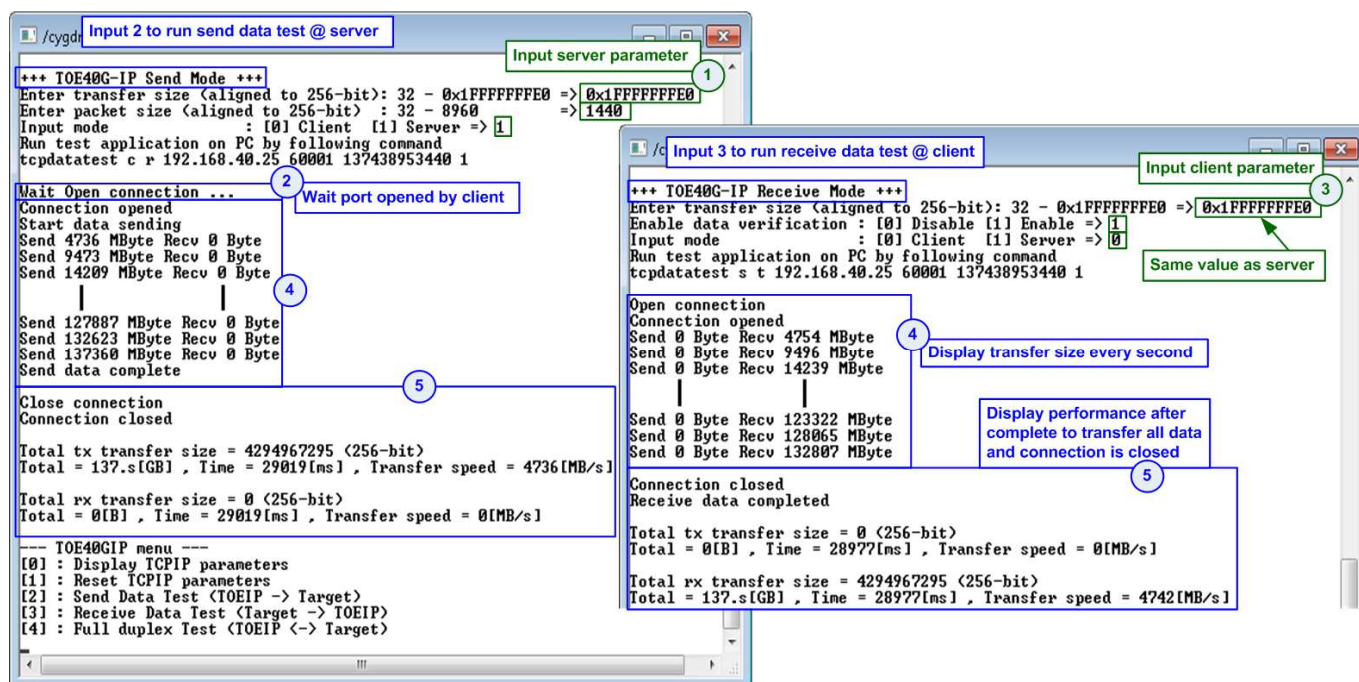 /cygdr
Input 2 to run send data test @ server
Input server parameter
1
+++ TOE40G-IP Send Mode +++
Enter transfer size (aligned to 256-bit): 32 - 0x1FFFFFFFE0 => 0x1FFFFFFFE0
Enter packet size (aligned to 256-bit) : 32 - 8960 => 1440
Input mode : [0] Client [1] Server => 1
Run test application on PC by following command
tcpdatatest c r 192.168.40.25 60001 137438953440 1
Wait Open connection ...
2
Wait port opened by client
Connection opened
Start data sending
Send 4736 MByte Recv 0 Byte
Send 9473 MByte Recv 0 Byte
Send 14209 MByte Recv 0 Byte
4
Send 127887 MByte Recv 0 Byte
Send 132623 MByte Recv 0 Byte
Send 137360 MByte Recv 0 Byte
Send data complete
5
Close connection
Connection closed
Total tx transfer size = 4294967295 (256-bit)
Total = 137.s[GB] , Time = 29019[ms] , Transfer speed = 4736[MB/s]
Total rx transfer size = 0 (256-bit)
Total = 0[B] , Time = 29019[ms] , Transfer speed = 0[MB/s]
--- TOE40GIP menu ---
[0] : Display TCPIP parameters
[1] : Reset TCPIP parameters
[2] : Send Data Test (TOEIP -> Target)
[3] : Receive Data Test (Target -> TOEIP)
[4] : Full duplex Test (TOEIP <-> Target)
/c
Input 3 to run receive data test @ client
Input client parameter
3
+++ TOE40G-IP Receive Mode +++
Enter transfer size (aligned to 256-bit): 32 - 0x1FFFFFFFE0 => 0x1FFFFFFFE0
Enable data verification : [0] Disable [1] Enable => 1
Input mode : [0] Client [1] Server => 0
Run test application on PC by following command
tcpdatatest s t 192.168.40.25 60001 137438953440 1
Same value as server
Open connection
Connection opened
Send 0 Byte Recv 4754 MByte
Send 0 Byte Recv 9496 MByte
Send 0 Byte Recv 14239 MByte
4
Display transfer size every second
Send 0 Byte Recv 123322 MByte
Send 0 Byte Recv 128065 MByte
Send 0 Byte Recv 132807 MByte
Display performance after
complete to transfer all data
and connection is closed
5
Connection closed
Receive data completed
Total tx transfer size = 0 (256-bit)
Total = 0[B] , Time = 28977[ms] , Transfer speed = 0[MB/s]
Total rx transfer size = 4294967295 (256-bit)
Total = 137.s[GB] , Time = 28977[ms] , Transfer speed = 4742[MB/s]